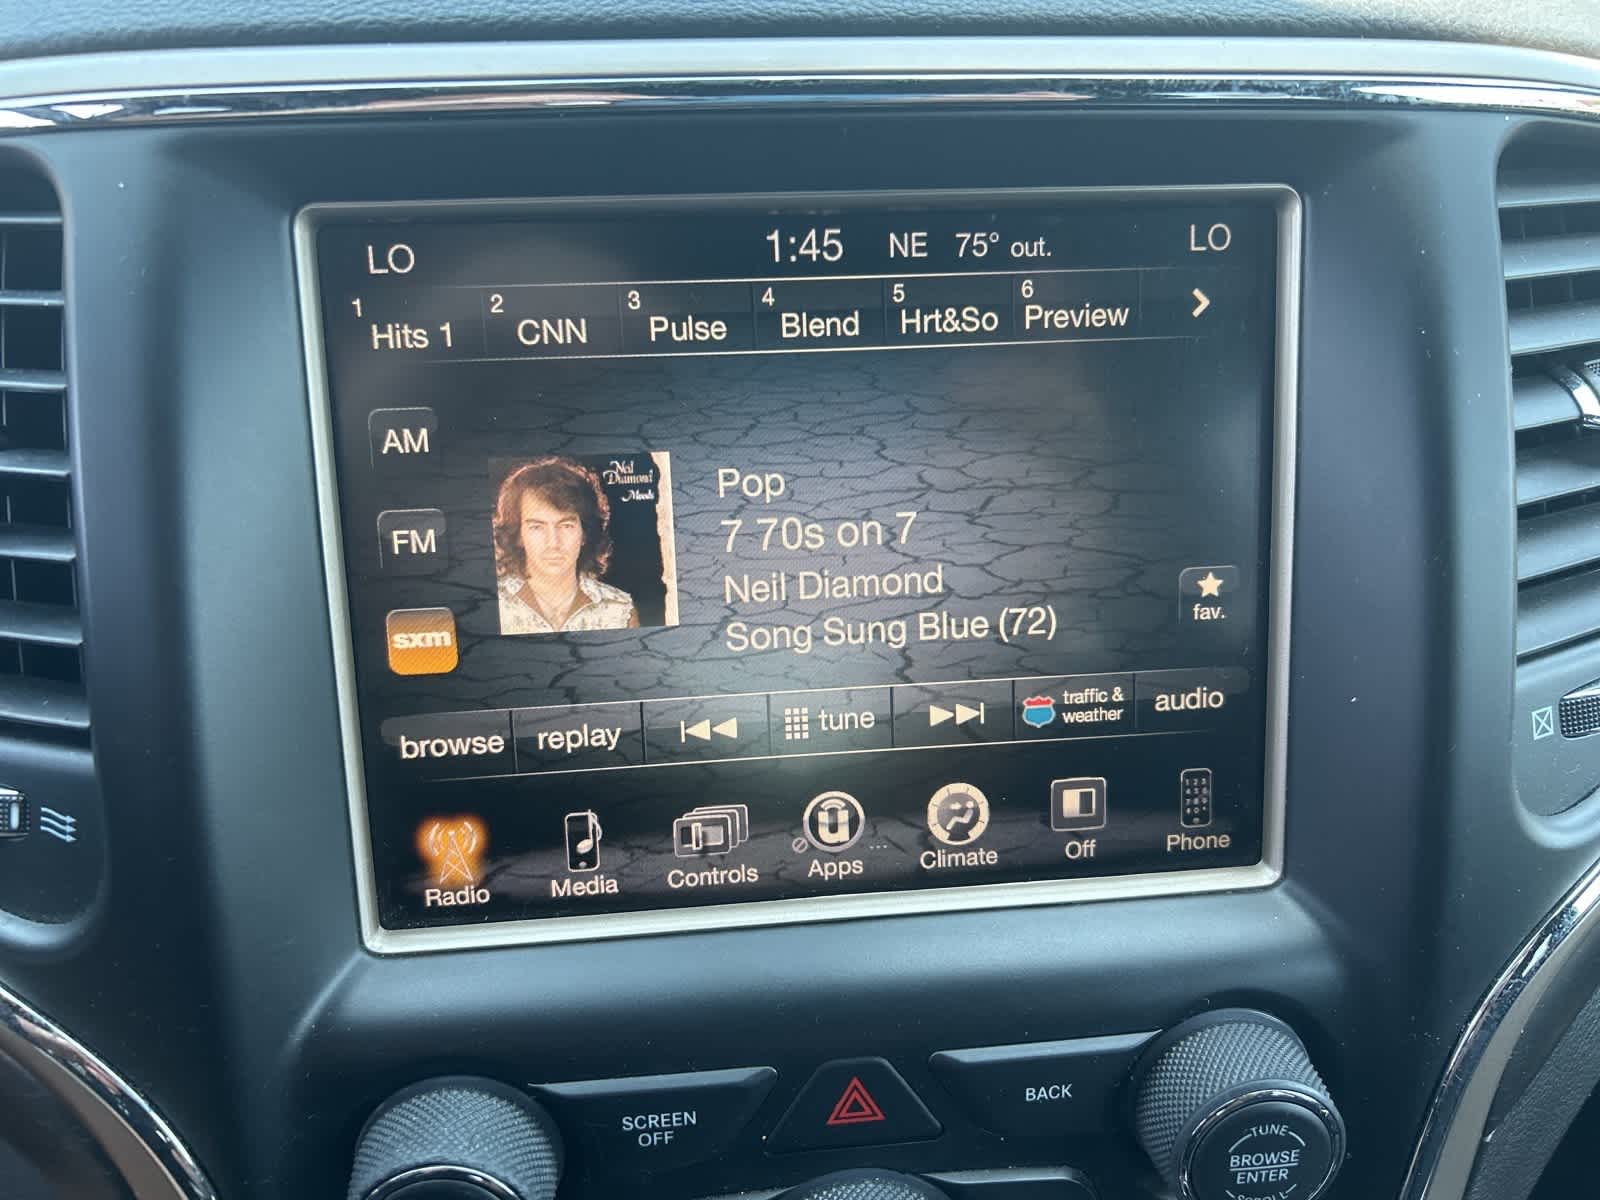 LO 1:45 NE 75° out. LO
1 Hits 1 2 CNN 3 Pulse 4 Blend 5 Hrt&So 6 Preview
AM
FM
sxm
Neil
Diamond
Moods
Pop
7 70s on 7
Neil Diamond
Song Sung Blue (72)
fav.
browse replay tune traffic & weather audio
Radio Media Controls Apps Climate Off Phone
SCREEN
OFF
BACK
TUNE
BROWSE
ENTER
SCROLL